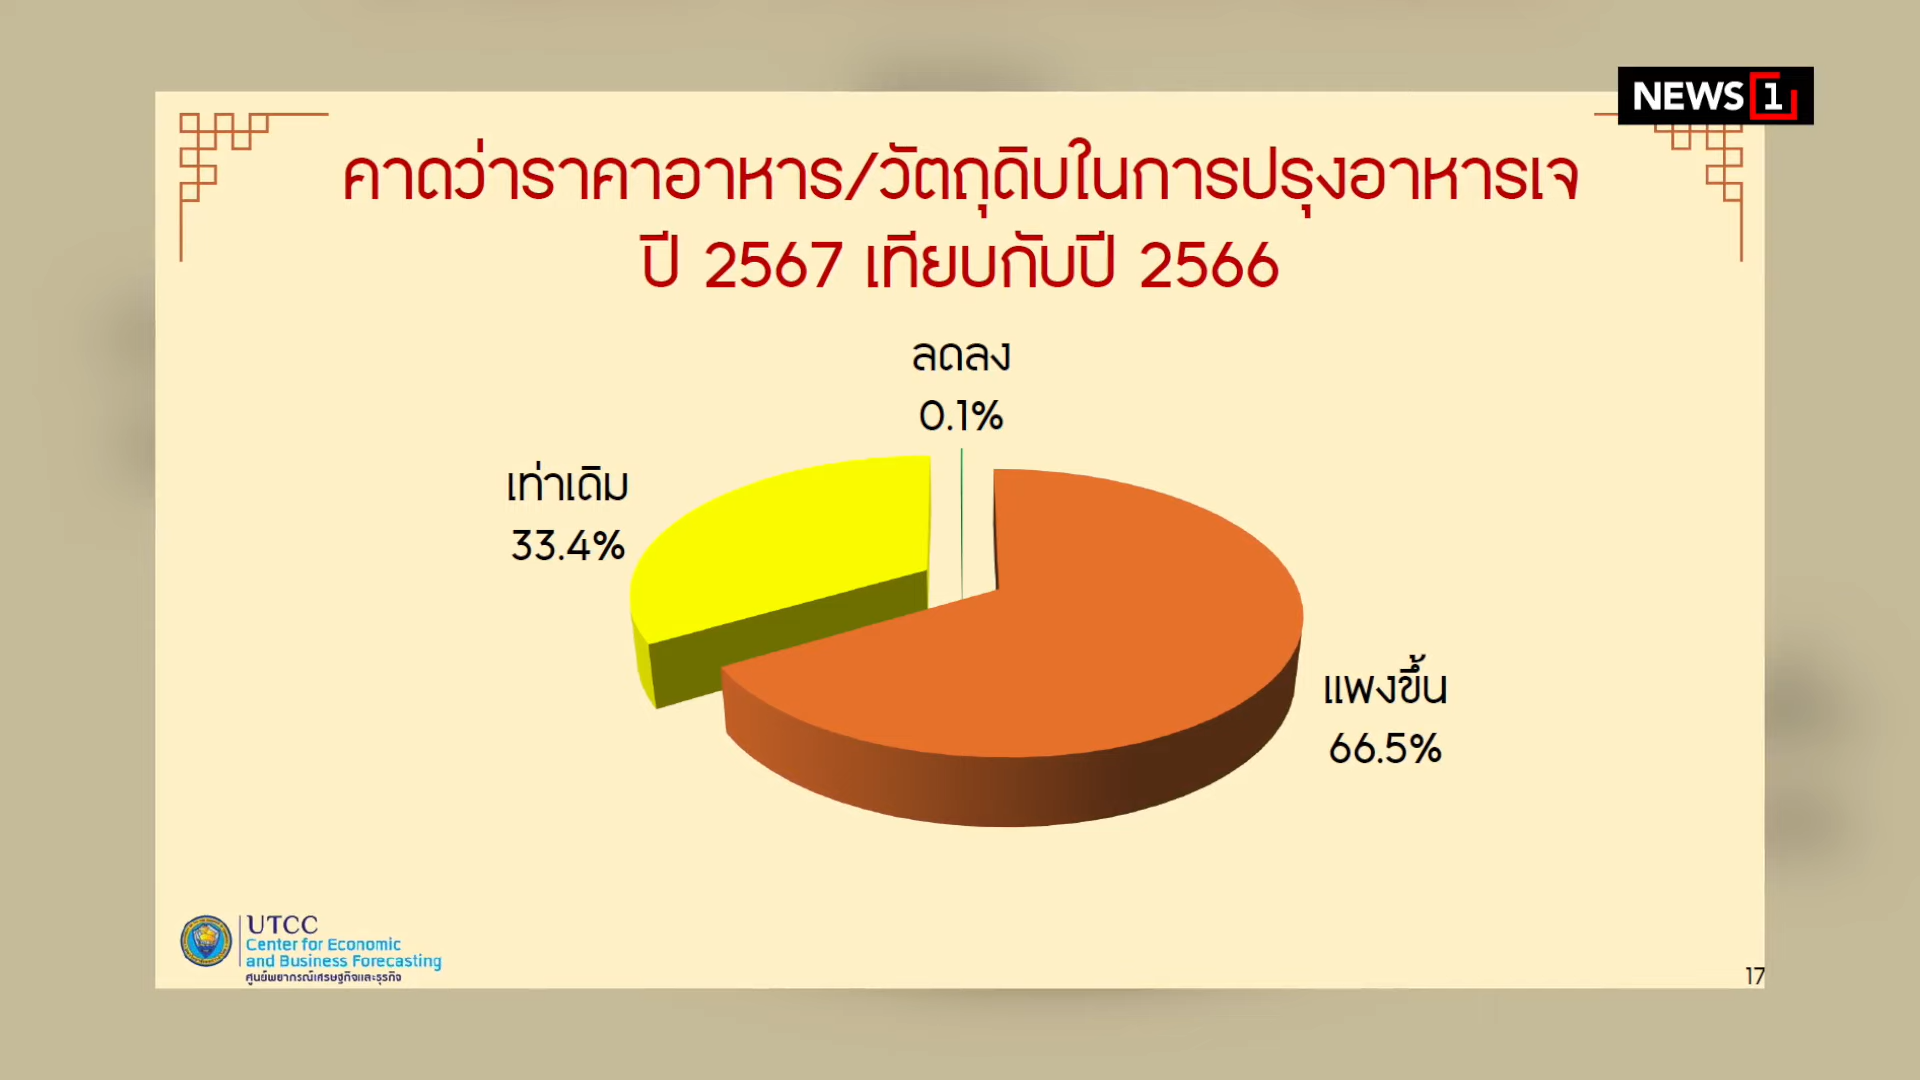 NEWS 1
คาดว่าราคาอาหาร/วัตถุดิบในการปรุงอาหารเจ
ปี 2567 เทียบกับปี 2566
ลดลง
0.1%
เท่าเดิม
33.4%
แพงขึ้น
66.5%
UTCC
Center for Economic
and Business Forecasting
ศูนย์พยากรณ์เศรษฐกิจและธุรกิจ
17